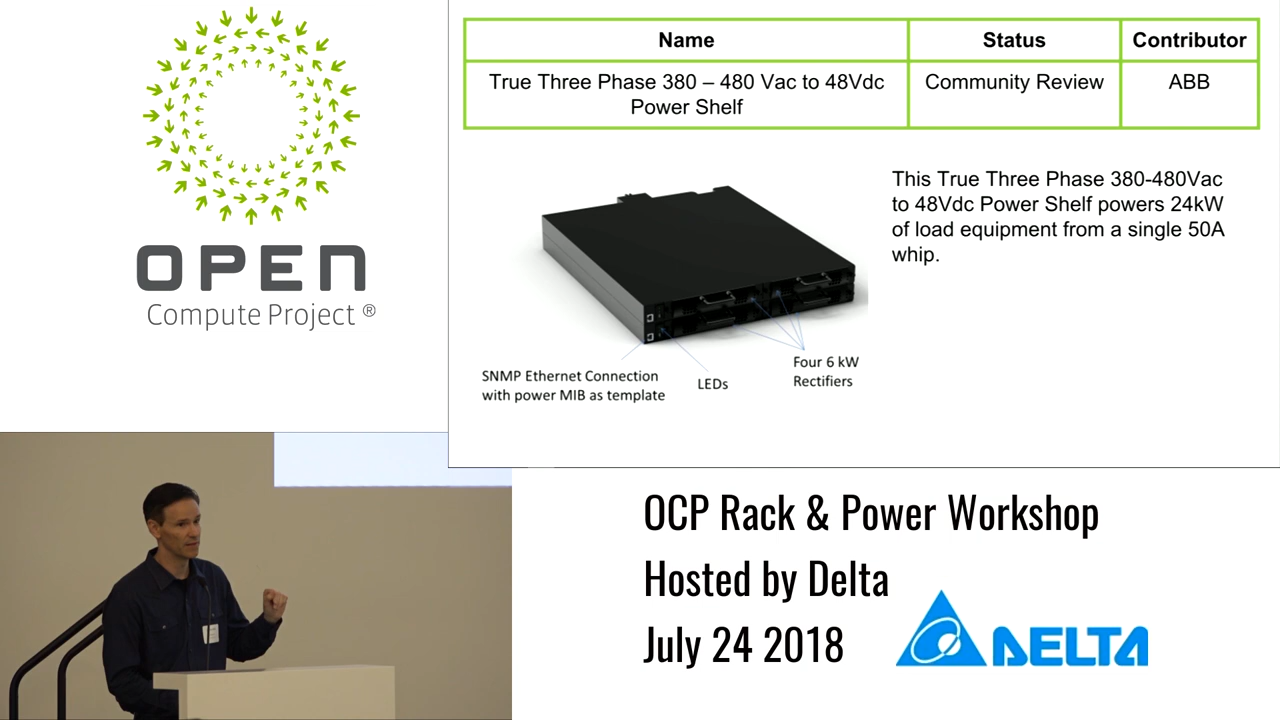 OPEN
Compute Project ®
Name Status Contributor
True Three Phase 380 – 480 Vac to 48Vdc Community Review ABB
Power Shelf
This True Three Phase 380-480Vac
to 48Vdc Power Shelf powers 24kW
of load equipment from a single 50A
whip.
SNMP Ethernet Connection
with power MIB as template
LEDs
Four 6 kW
Rectifiers
OCP Rack & Power Workshop
Hosted by Delta
July 24 2018
DELTA